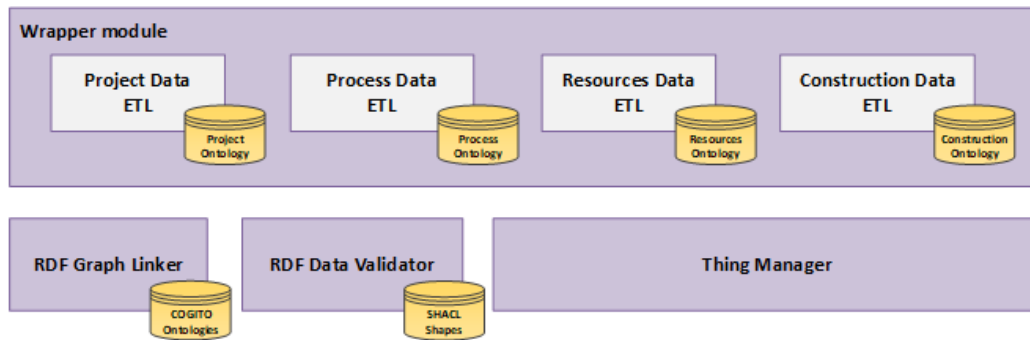 Wrapper module
Project Data
ETL
Project
Ontology
Process Data
ETL
Process
Ontology
Resources Data
ETL
Resources
Ontology
Construction Data
ETL
Construction
Ontology
RDF Graph Linker
COGITO
Ontologies
RDF Data Validator
SHACL
Shapes
Thing Manager